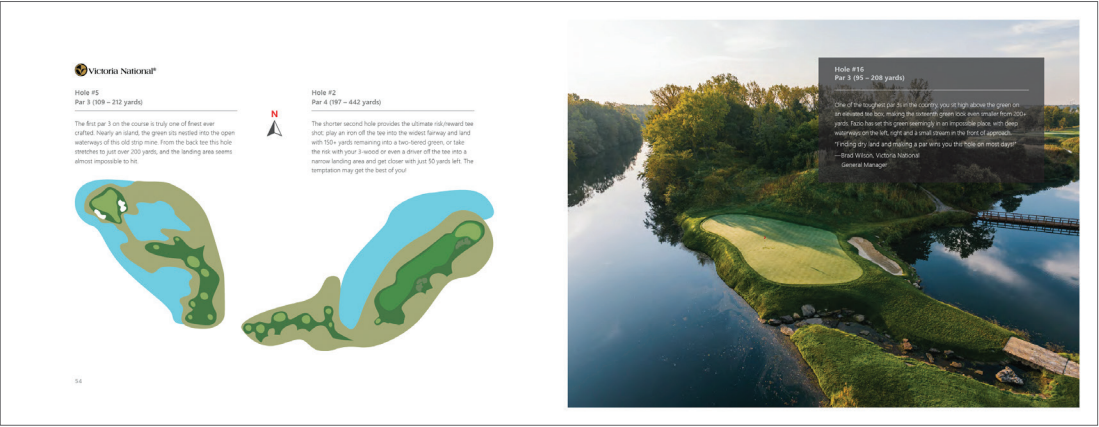 Victoria National®
Hole #5
Par 3 (109 – 212 yards)
The first par 3 on the course is truly one of finest ever
crafted. Nearly an island, the green sits nestled into the open
waterways of this old strip mine. From the back tee this hole
stretches to just over 200 yards, and the landing area seems
almost impossible to hit.
N
Hole #2
Par 4 (197 – 442 yards)
The shorter second hole provides the ultimate risk/reward tee
shot; play an iron off the tee into the widest fairway and land
with 150+ yards remaining into a two-tiered green, or take
the risk with your 3-wood or even a driver off the tee into a
narrow landing area and get closer with just 50 yards left. The
temptation may get the best of you!
54
Hole #16
Par 3 (95 – 208 yards)
One of the toughest par 3s in the country, you sit high above the green on
an elevated tee box, making the sixteenth green look even smaller from 200+
yards. Fazio has set this green seemingly in an impossible place, with deep
waterways on the left, right and a small stream in the front of approach.
"Finding dry land and making a par wins you this hole on most days!"
—Brad Wilson, Victoria National
General Manager